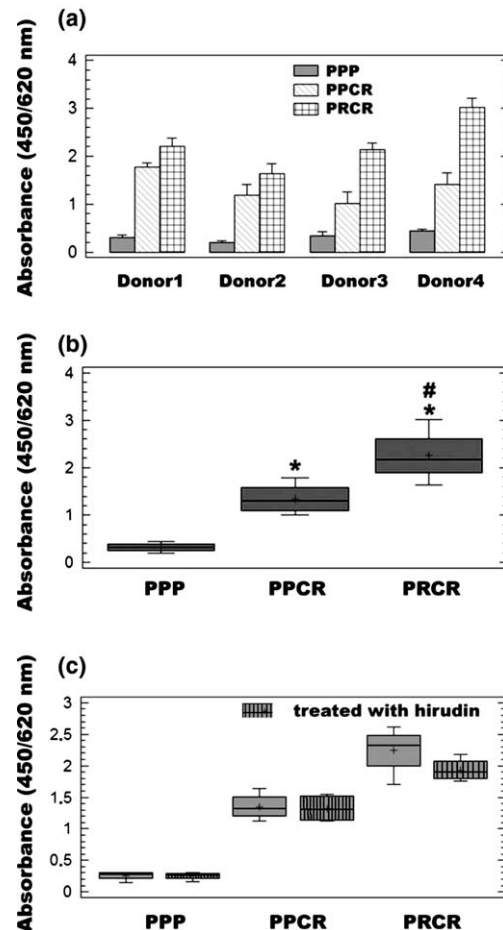 (a)
Absorbance (450/620 nm)
4
3
2
1
0
PPP
PPCR
PRCR
Donor1 Donor2 Donor3 Donor4
(b)
Absorbance (450/620 nm)
4
3
2
1
0
*
#
*
PPP PPCR PRCR
(c)
Absorbance (450/620 nm)
3
2.5
2
1.5
1
0.5
0
treated with hirudin
PPP PPCR PRCR